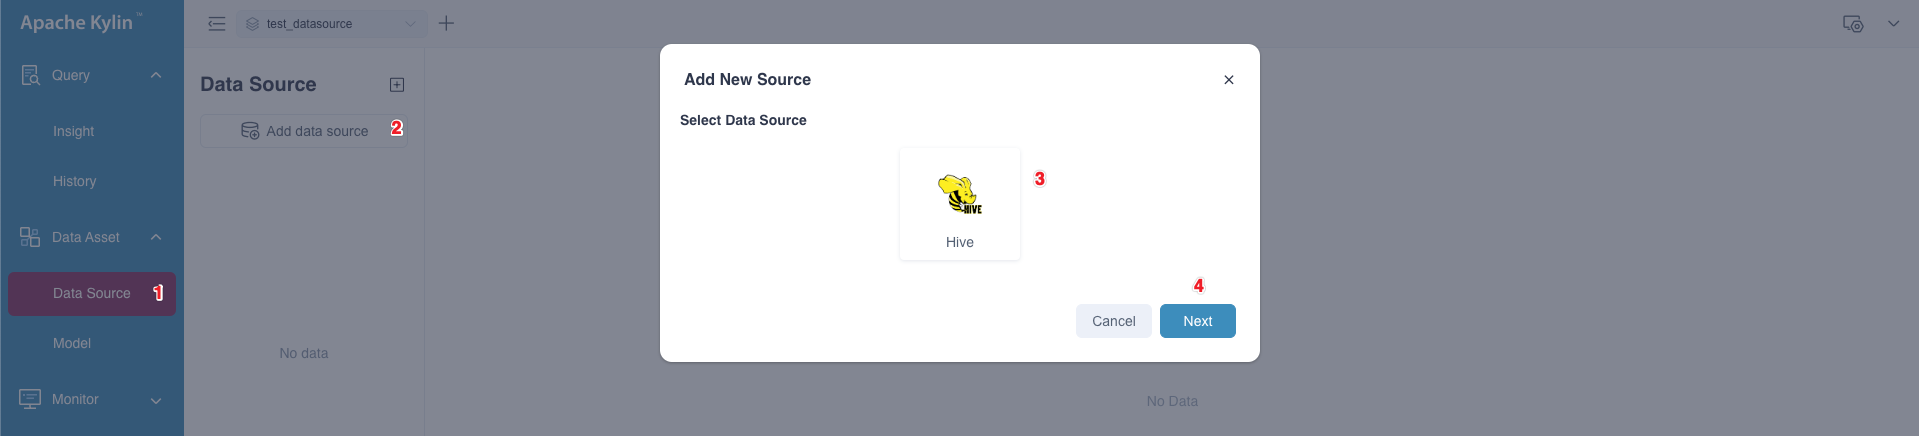 Apache Kylin™
test_datasource
Query
Insight
History
Data Asset
Data Source 1
Model
Monitor
Data Source
Add data source 2
No data
Add New Source
Select Data Source
HIVE
Hive
3
4
Cancel
Next
No Data